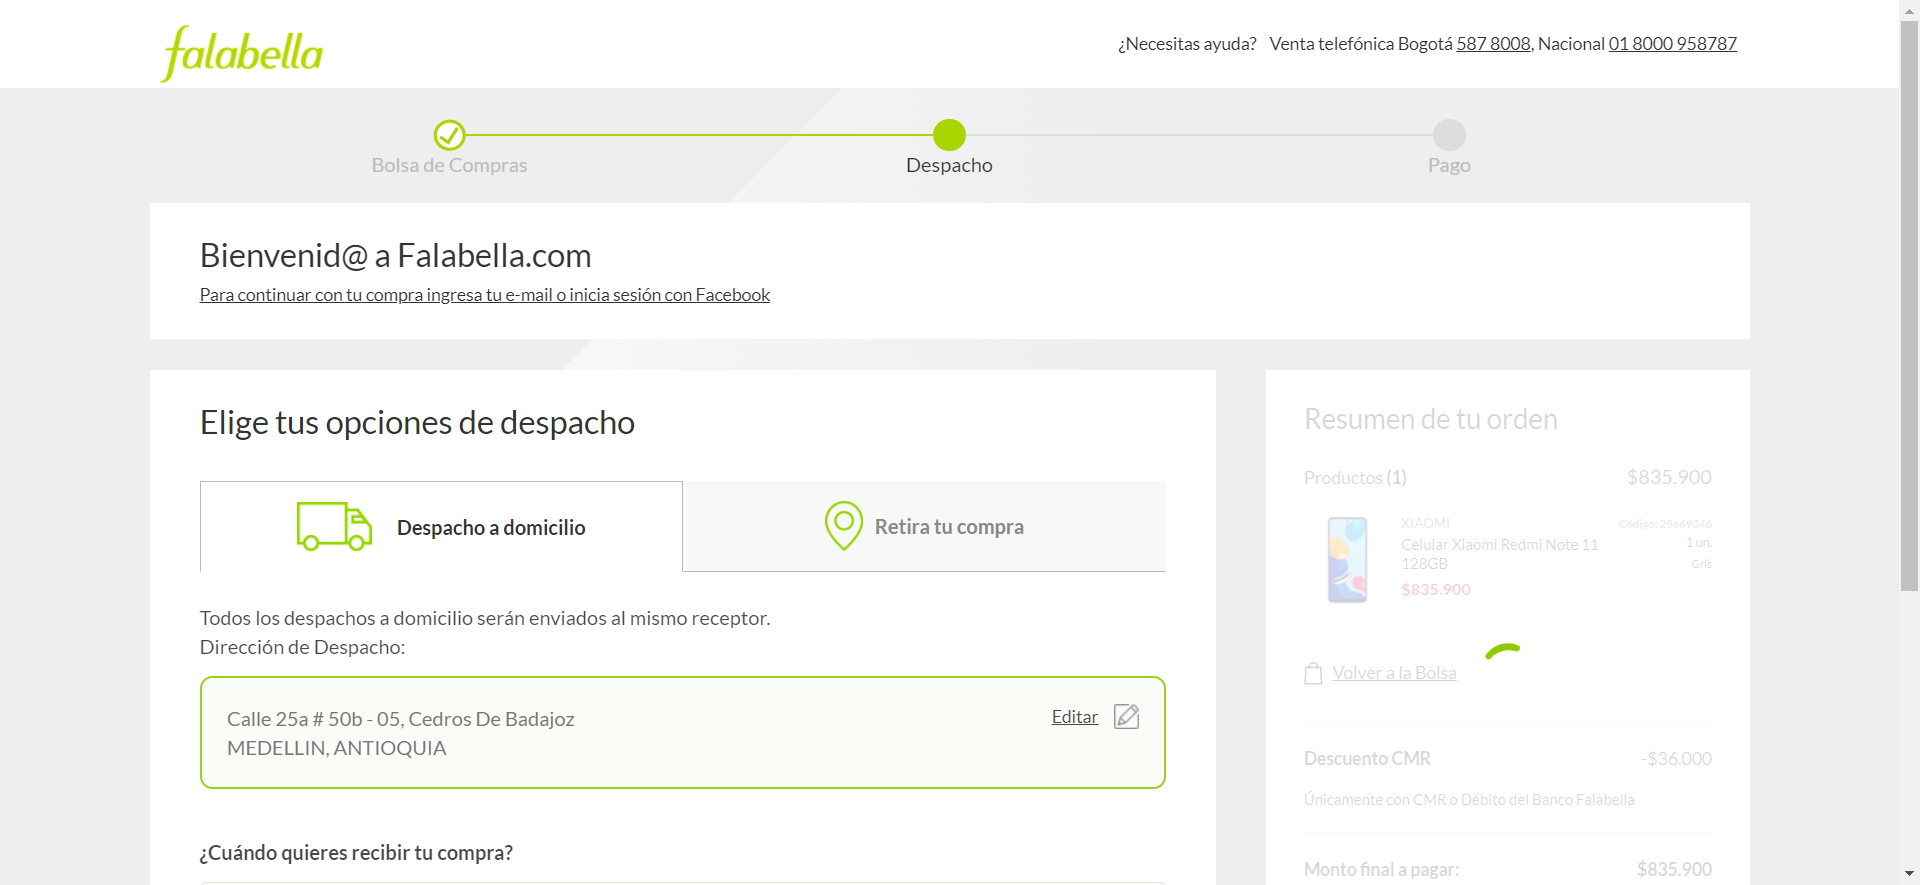 falabella
¿Necesitas ayuda? Venta telefónica Bogotá 587 8008, Nacional 01 8000 958787
Bolsa de Compras
Despacho
Pago
Bienvenid@ a Falabella.com
Para continuar con tu compra ingresa tu e-mail o inicia sesión con Facebook
Elige tus opciones de despacho
Despacho a domicilio
Retira tu compra
Todos los despachos a domicilio serán enviados al mismo receptor.
Dirección de Despacho:
Calle 25a # 50b - 05, Cedros De Badajoz
MEDELLIN, ANTIOQUIA
Editar
¿Cuándo quieres recibir tu compra?
Resumen de tu orden
Productos (1) $835.900
XIAOMI Código: 29669346
Celular Xiaomi Redmi Note 11 1 un.
128GB Gris
$835.900
Volver a la Bolsa
Descuento CMR -$36.000
Únicamente con CMR o Débito del Banco Falabella
Monto final a pagar: $835.900